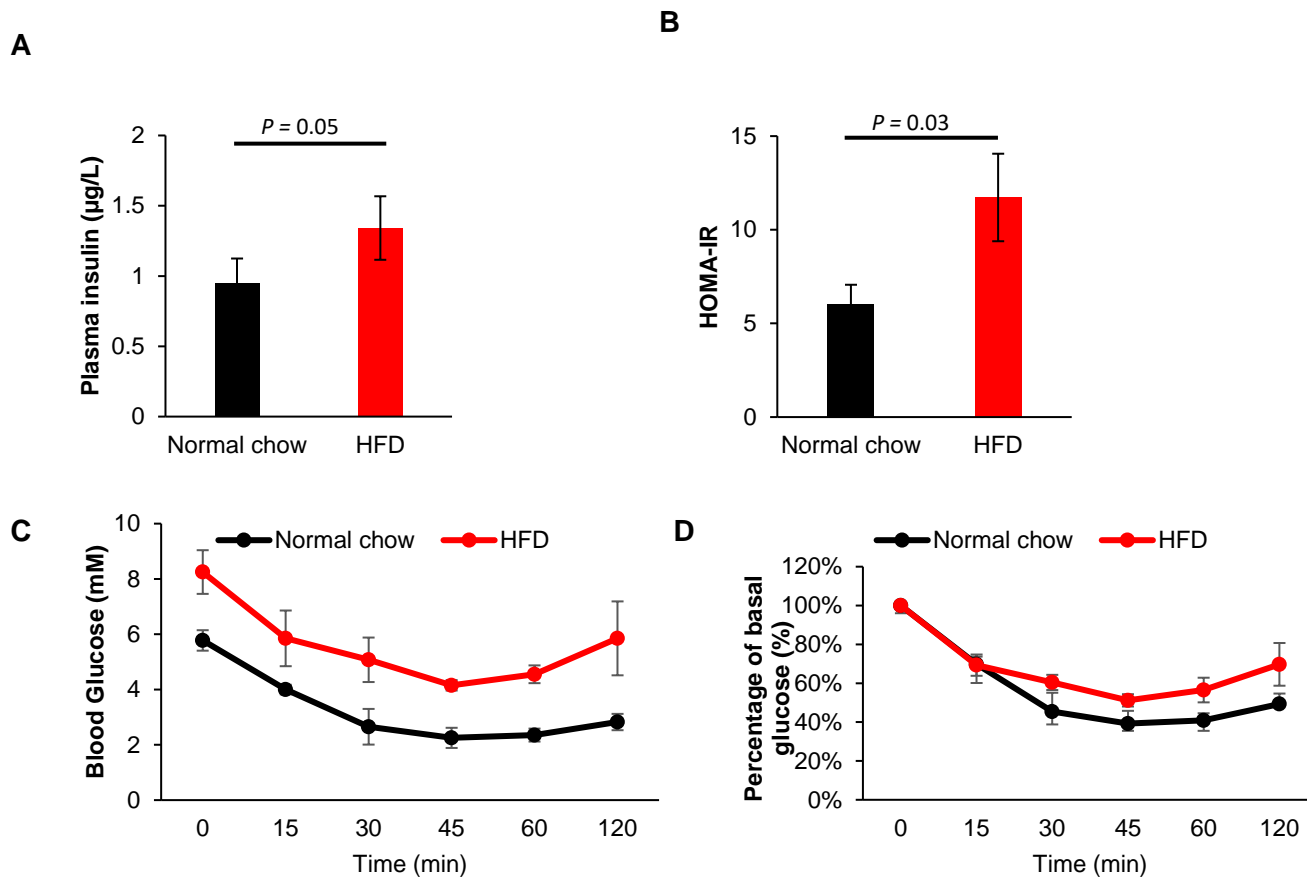 A
P = 0.05
Plasma insulin (µg/L)
2
1.5
1
0.5
0
Normal chow HFD
B
P = 0.03
HOMA-IR
15
10
5
0
Normal chow HFD
C
Normal chow HFD
Blood Glucose (mM)
10
8
6
4
2
0
0 15 30 45 60 120
Time (min)
D
Normal chow HFD
Percentage of basal
glucose (%)
120%
100%
80%
60%
40%
20%
0%
0 15 30 45 60 120
Time (min)